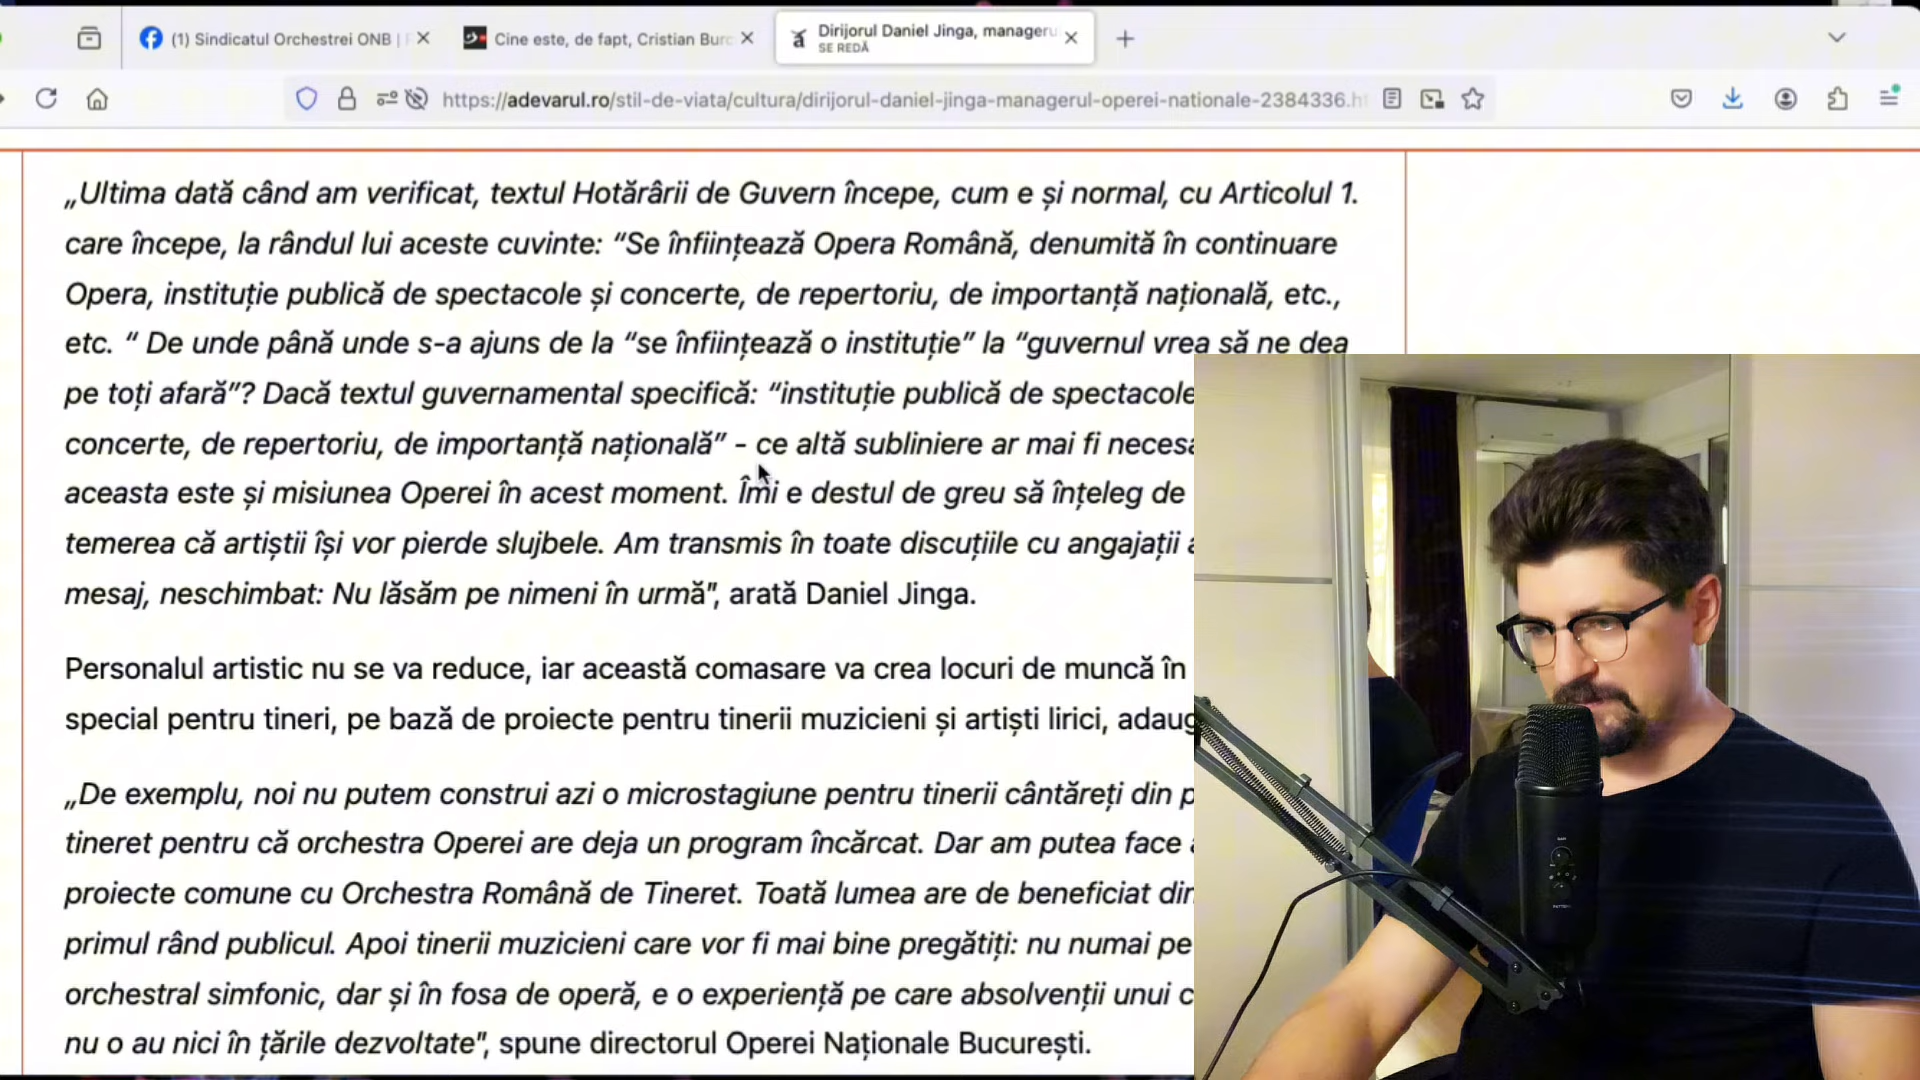 (1) Sindicatul Orchestrei ONB |
Cine este, de fapt, Cristian Burc
Dirijorul Daniel Jinga, manageru
SE REDĂ
https://adevarul.ro/stil-de-viata/cultura/dirijorul-daniel-jinga-managerul-operei-nationale-2384336.h
„Ultima dată când am verificat, textul Hotărârii de Guvern începe, cum e și normal, cu Articolul 1.
care începe, la rândul lui aceste cuvinte: “Se înființează Opera Română, denumită în continuare
Opera, instituție publică de spectacole și concerte, de repertoriu, de importanță națională, etc.,
etc. “ De unde până unde s-a ajuns de la “se înființează o instituție” la “guvernul vrea să ne dea
pe toți afară”? Dacă textul guvernamental specifică: “instituție publică de spectacole
concerte, de repertoriu, de importanță națională” - ce altă subliniere ar mai fi necesa
aceasta este și misiunea Operei în acest moment. Îmi e destul de greu să înțeleg de
temerea că artiștii își vor pierde slujbele. Am transmis în toate discuțiile cu angajații a
mesaj, neschimbat: Nu lăsăm pe nimeni în urmă", arată Daniel Jinga.
Personalul artistic nu se va reduce, iar această comasare va crea locuri de muncă în
special pentru tineri, pe bază de proiecte pentru tinerii muzicieni și artiști lirici, adaug
„De exemplu, noi nu putem construi azi o microstagiune pentru tinerii cântăreți din p
tineret pentru că orchestra Operei are deja un program încărcat. Dar am putea face a
proiecte comune cu Orchestra Română de Tineret. Toată lumea are de beneficiat din
primul rând publicul. Apoi tinerii muzicieni care vor fi mai bine pregătiți: nu numai pe
orchestral simfonic, dar și în fosa de operă, e o experiență pe care absolvenții unui c
nu o au nici în țările dezvoltate", spune directorul Operei Naționale București.